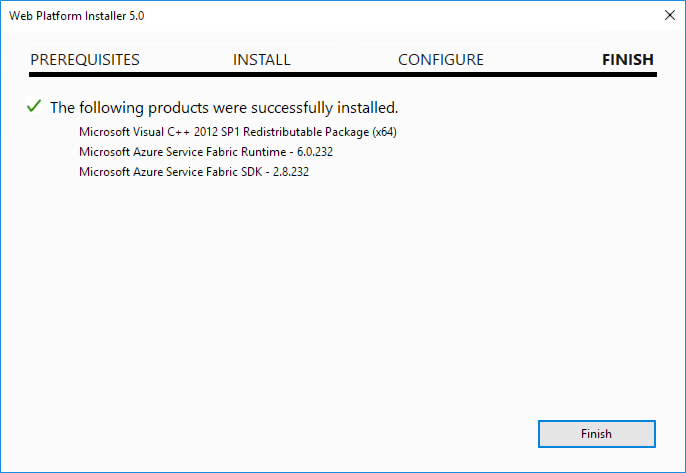 Web Platform Installer 5.0
PREREQUISITES INSTALL CONFIGURE FINISH
The following products were successfully installed.
Microsoft Visual C++ 2012 SP1 Redistributable Package (x64)
Microsoft Azure Service Fabric Runtime - 6.0.232
Microsoft Azure Service Fabric SDK - 2.8.232
Finish